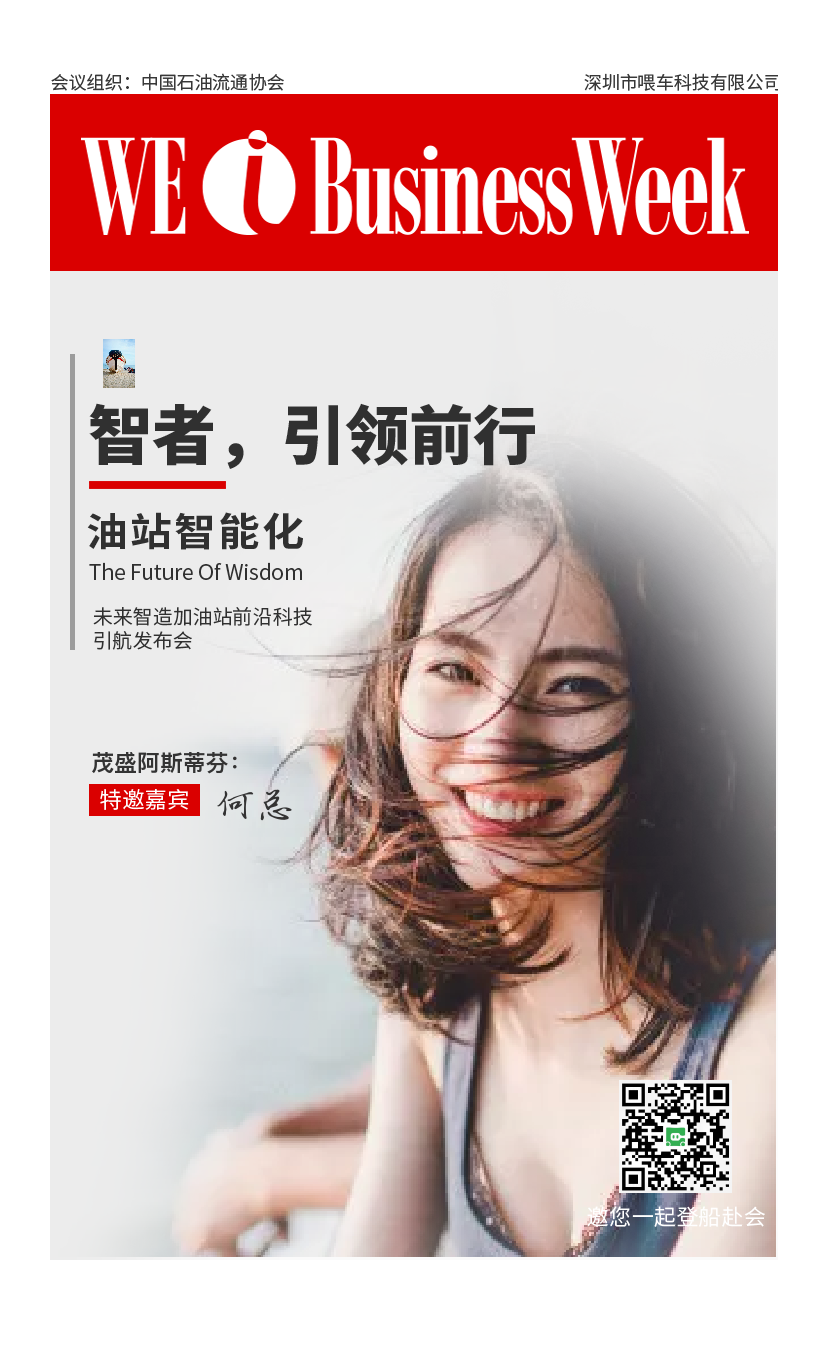 会议组织：中国石油流通协会
深圳市喂车科技有限公司
WE i BusinessWeek
智者，引领前行
油站智能化
The Future Of Wisdom
未来智造加油站前沿科技
引航发布会
茂盛阿斯蒂芬：
特邀嘉宾
何忌
邀您一起登船赴会